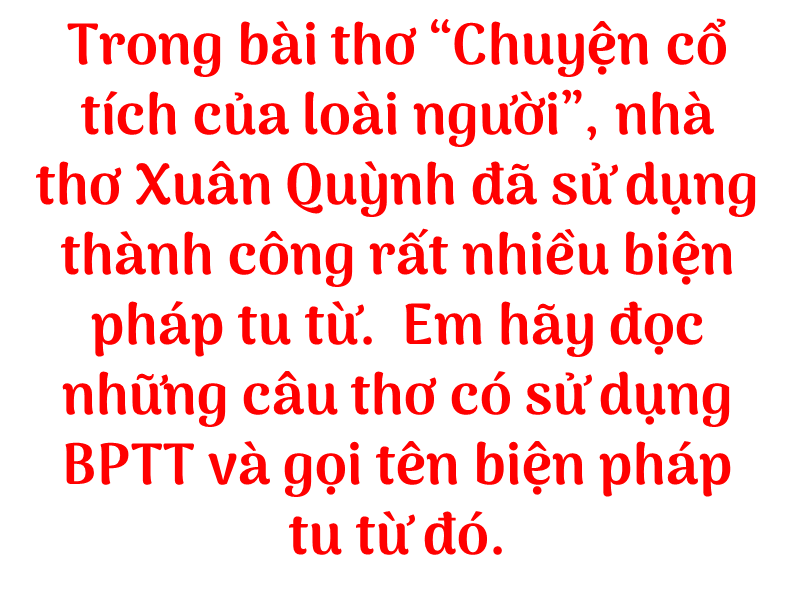 Trong bài thơ “Chuyện cổ
tích của loài người”, nhà
thơ Xuân Quỳnh đã sử dụng
thành công rất nhiều biện
pháp tu từ. Em hãy đọc
những câu thơ có sử dụng
BPTT và gọi tên biện pháp
tu từ đó.